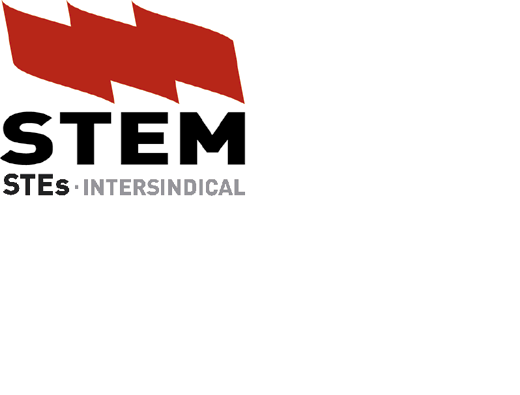 STEM
STEs · INTERSINDICAL